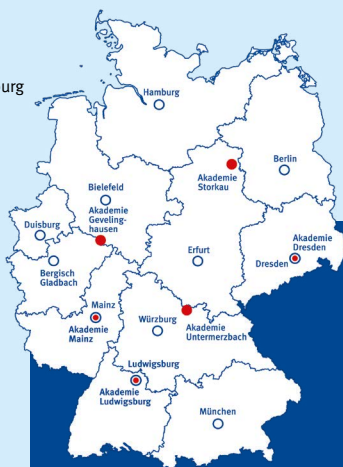 urg
Hamburg
Berlin
Akademie
Storkau
Bielefeld
Akademie
Geveling-
hausen
Duisburg
Bergisch
Gladbach
Erfurt
Akademie
Dresden
Dresden
Mainz
Akademie
Mainz
Würzburg
Akademie
Untermerzbach
Ludwigsburg
Akademie
Ludwigsburg
München